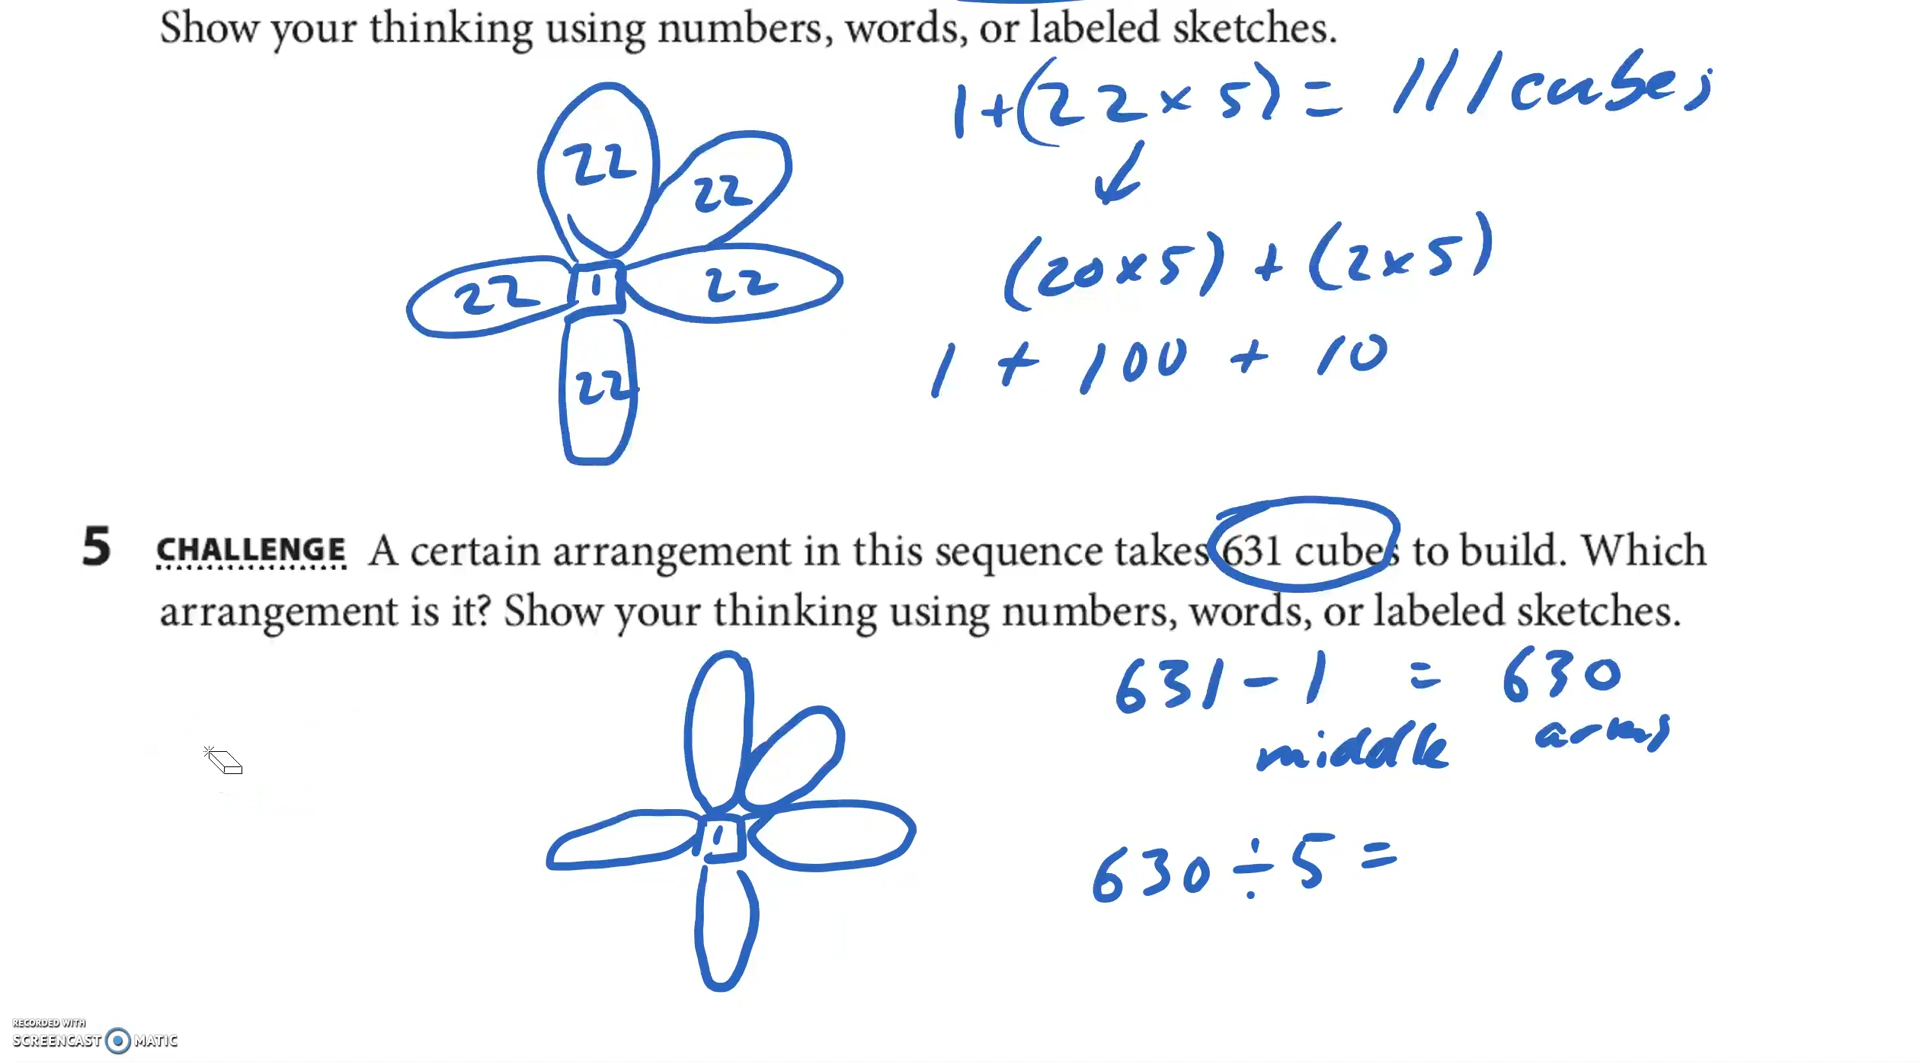 Show your thinking using numbers, words, or labeled sketches.
1+(22×5)= 111cubes
22
22
(20×5)+(2×5)
22 1 22
1 + 100 + 10
22
5 CHALLENGE A certain arrangement in this sequence takes 631 cubes to build. Which
arrangement is it? Show your thinking using numbers, words, or labeled sketches.
631-1 = 630
middle arms
1
630÷5=
RECORDED WITH
SCREENCAST MATIC